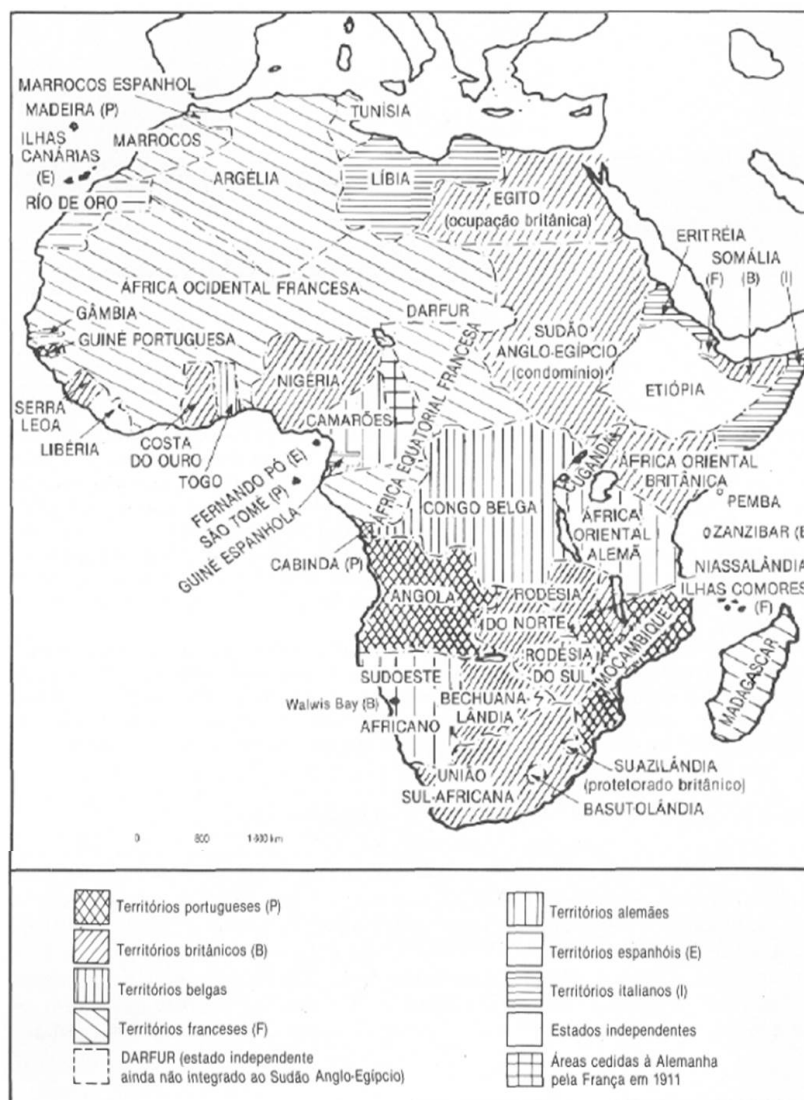 MARROCOS ESPANHOL
MADEIRA (P)
TUNÍSIA
ILHAS
CANÁRIAS
(E)
MARROCOS
ARGÉLIA
LÍBIA
EGITO
(ocupação britânica)
RÍO DE ORO
ERITRÉIA
SOMÁLIA
(F) (B) (I)
ÁFRICA OCIDENTAL FRANCESA
DARFUR
GÂMBIA
GUINÉ PORTUGUESA
SUDÃO
ANGLO-EGÍPCIO
(condomínio)
NIGÉRIA
ETIÓPIA
SERRA
LEOA
LIBÉRIA
COSTA
DO OURO
TOGO
CAMARÕES
ÁFRICA EQUATORIAL FRANCESA
FERNANDO PÓ (E)
SÃO TOMÉ (P)
GUINÉ ESPANHOLA
CABINDA (P)
CONGO BELGA
UGANDA
ÁFRICA ORIENTAL
BRITÂNICA
ÁFRICA
ORIENTAL
ALEMÃ
PEMBA
ZANZIBAR (B
NIASSALÂNDIA
ILHAS COMORES
(F)
ANGOLA
RODÉSIA
DO NORTE
RODÉSIA
DO SUL
MOÇAMBIQUE
MADAGASCAR
SUDOESTE
AFRICANO
Walwis Bay (B)
BECHUANA-
LÂNDIA
UNIÃO
SUL-AFRICANA
SUAZILÂNDIA
(protetorado britânico)
BASUTOLÂNDIA
0 800 1 600 km
Territórios portugueses (P)
Territórios britânicos (B)
Territórios belgas
Territórios franceses (F)
DARFUR (estado independente
ainda não integrado ao Sudão Anglo-Egípcio)
Territórios alemães
Territórios espanhóis (E)
Territórios italianos (I)
Estados independentes
Áreas cedidas à Alemanha
pela França em 1911